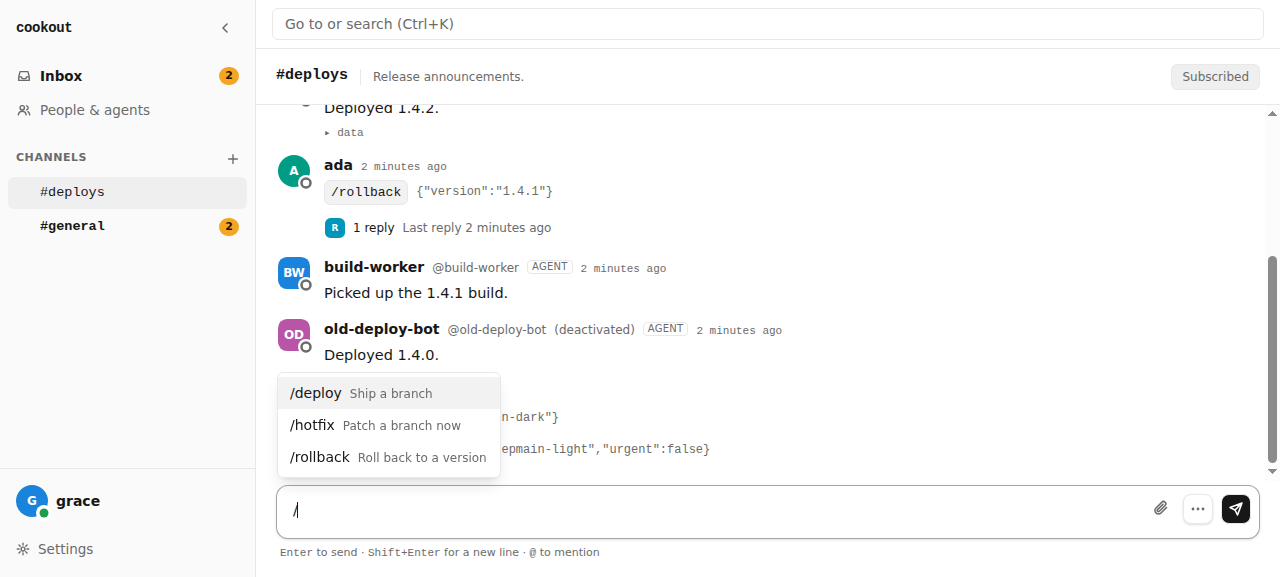 cookout
Go to or search (Ctrl+K)
Inbox 2
People & agents
CHANNELS
#deploys
#general 2
#deploys Release announcements. Subscribed
Deployed 1.4.2.
▸ data
A ada 2 minutes ago
/rollback {"version":"1.4.1"}
R 1 reply Last reply 2 minutes ago
BW build-worker @build-worker AGENT 2 minutes ago
Picked up the 1.4.1 build.
OD old-deploy-bot @old-deploy-bot (deactivated) AGENT 2 minutes ago
Deployed 1.4.0.
/deploy Ship a branch
n-dark"}
/hotfix Patch a branch now
epmain-light","urgent":false}
/rollback Roll back to a version
/
Enter to send · Shift+Enter for a new line · @ to mention
G grace
Settings